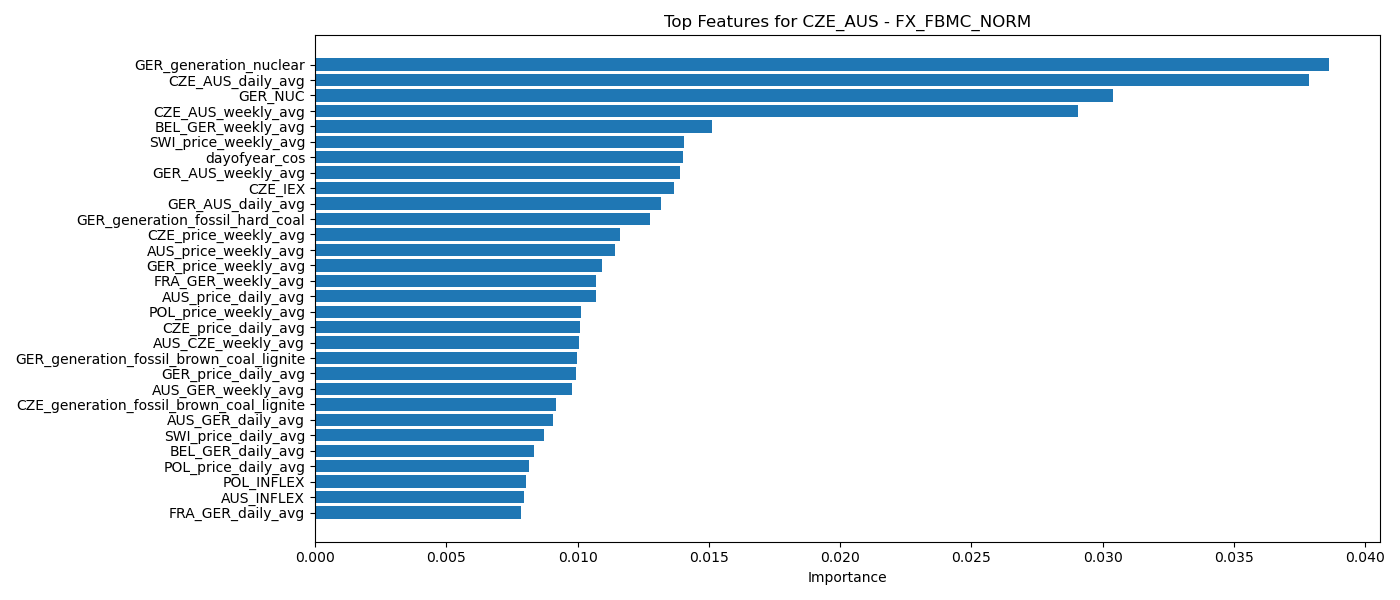 Top Features for CZE_AUS - FX_FBMC_NORM
GER_generation_nuclear
CZE_AUS_daily_avg
GER_NUC
CZE_AUS_weekly_avg
BEL_GER_weekly_avg
SWI_price_weekly_avg
dayofyear_cos
GER_AUS_weekly_avg
CZE_IEX
GER_AUS_daily_avg
GER_generation_fossil_hard_coal
CZE_price_weekly_avg
AUS_price_weekly_avg
GER_price_weekly_avg
FRA_GER_weekly_avg
AUS_price_daily_avg
POL_price_weekly_avg
CZE_price_daily_avg
AUS_CZE_weekly_avg
GER_generation_fossil_brown_coal_lignite
GER_price_daily_avg
AUS_GER_weekly_avg
CZE_generation_fossil_brown_coal_lignite
AUS_GER_daily_avg
SWI_price_daily_avg
BEL_GER_daily_avg
POL_price_daily_avg
POL_INFLEX
AUS_INFLEX
FRA_GER_daily_avg
0.000 0.005 0.010 0.015 0.020 0.025 0.030 0.035 0.040
Importance